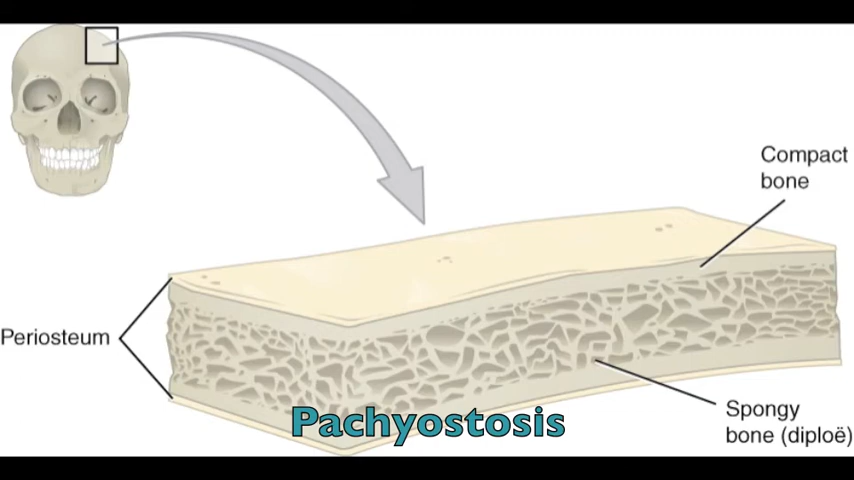 Compact
bone
Periosteum
Pachyostosis
Spongy
bone (diploë)